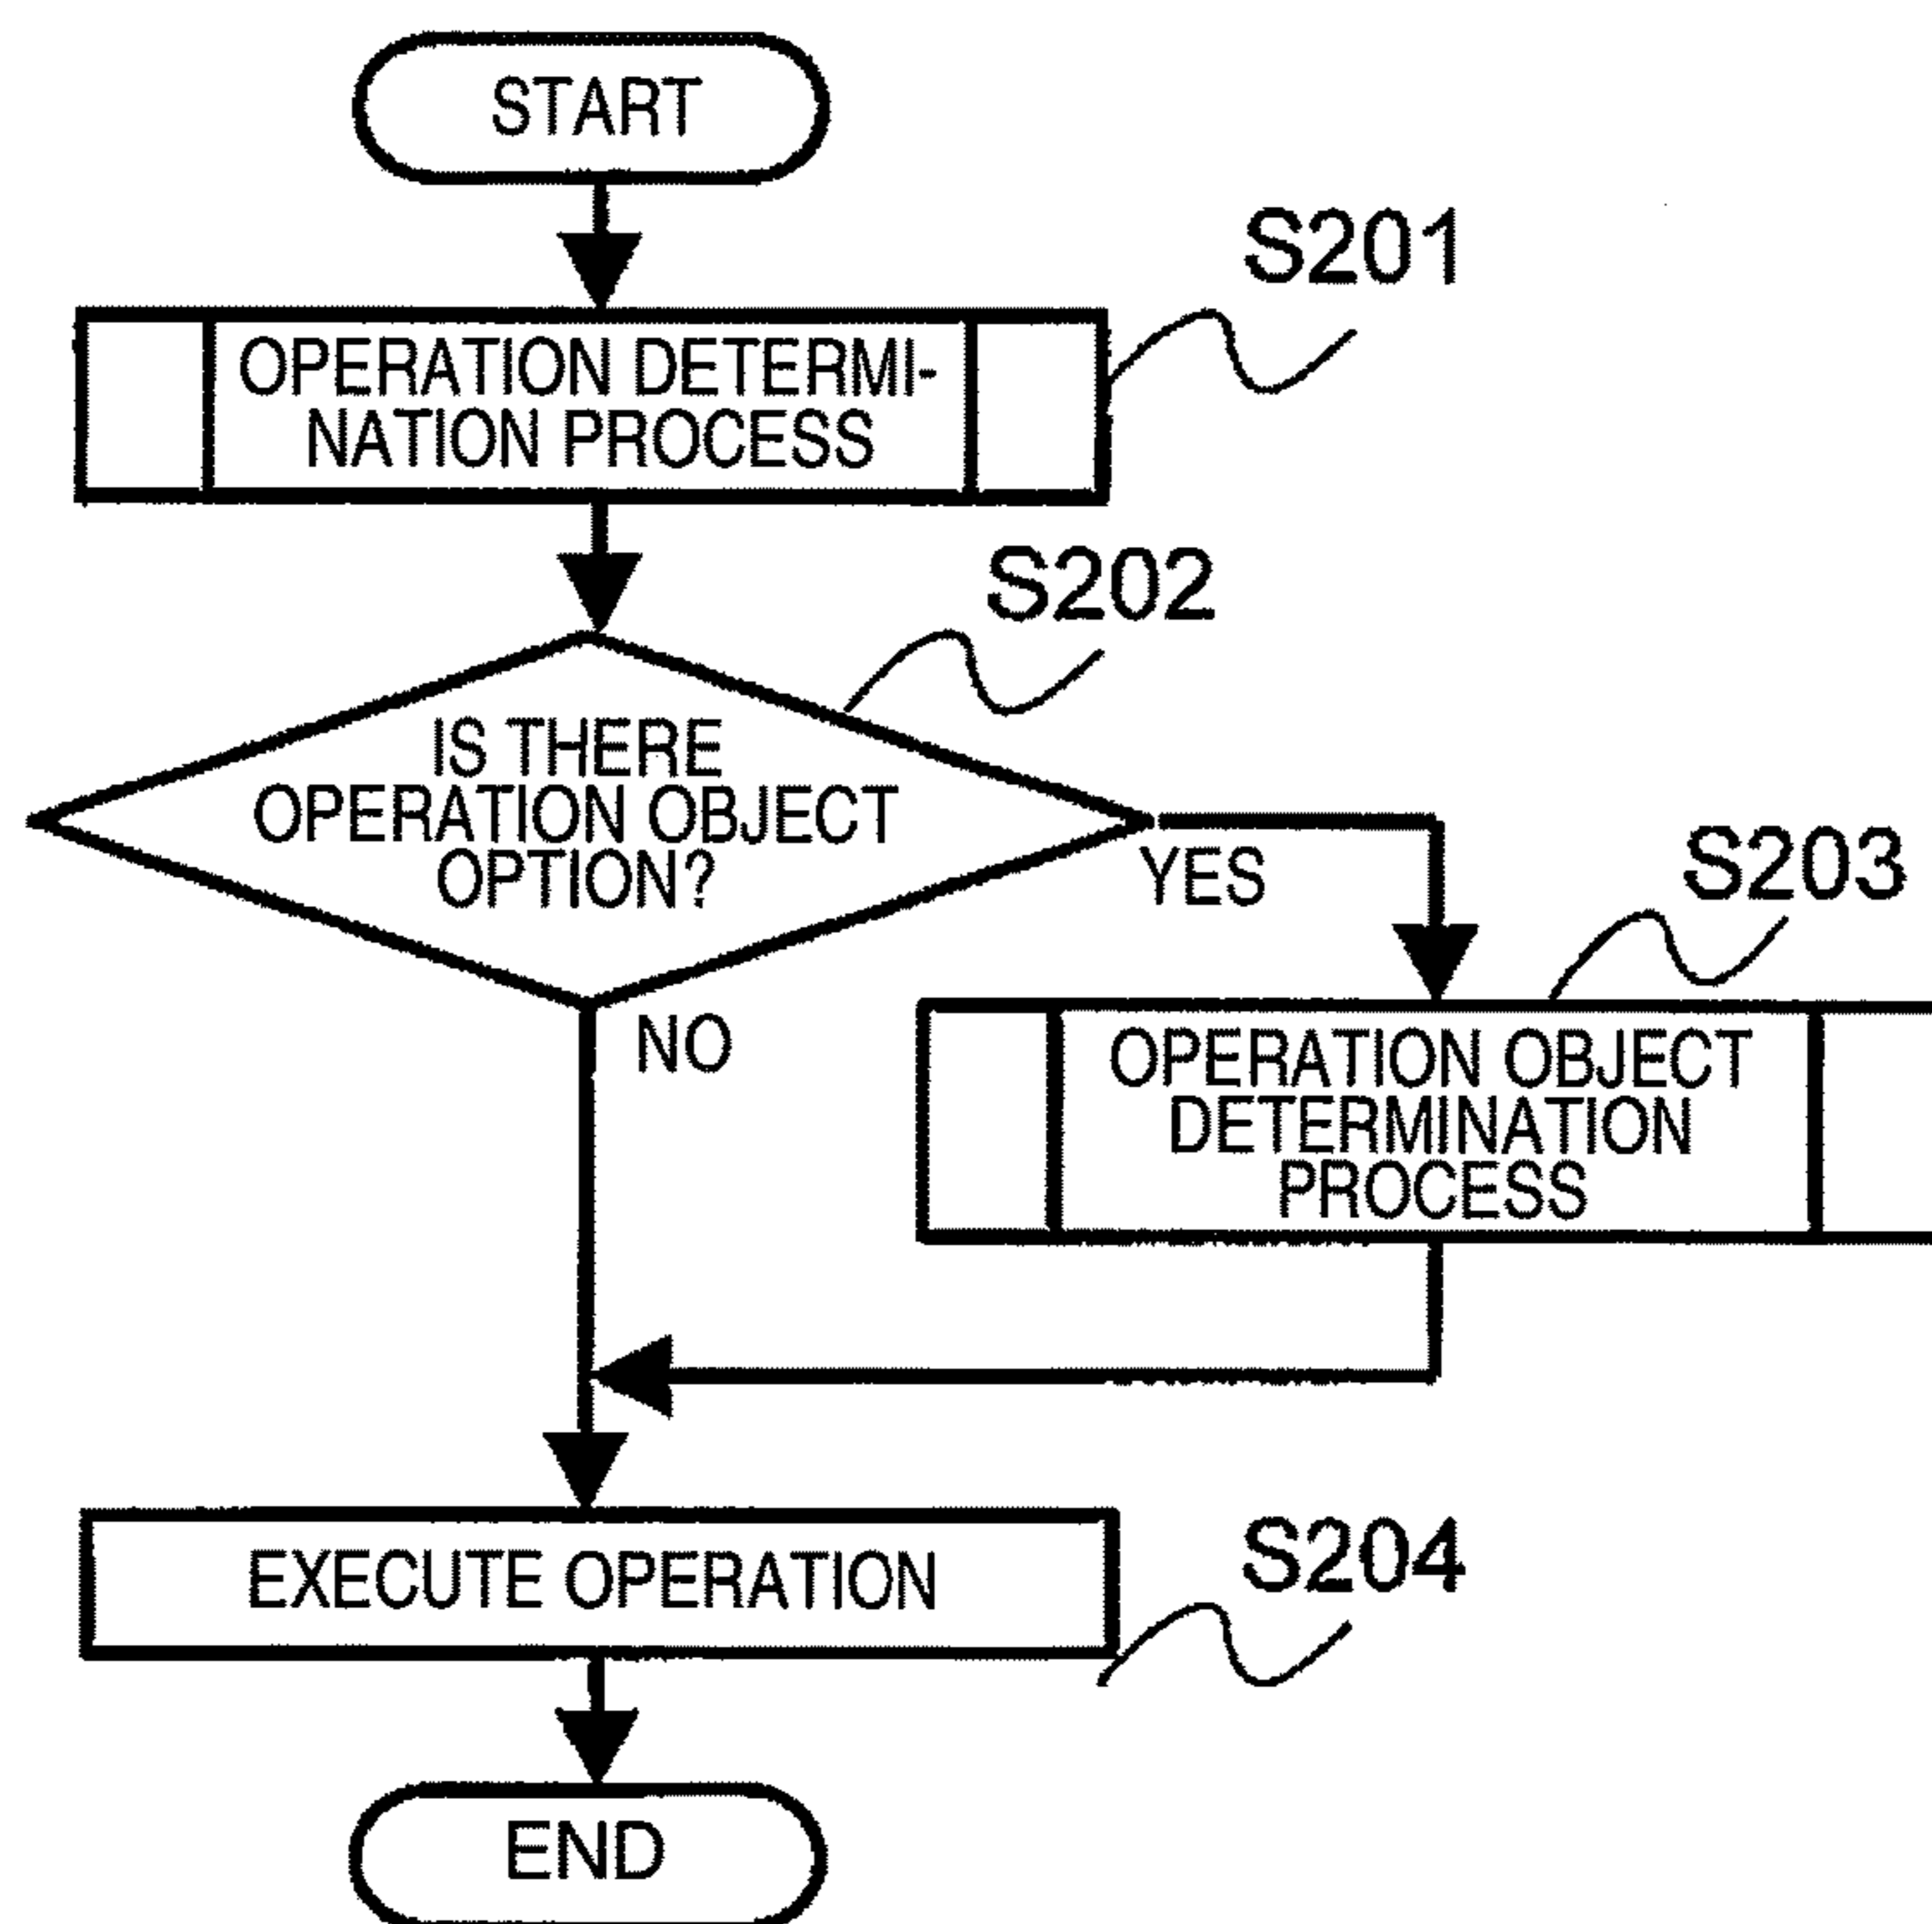 START
S201
OPERATION DETERMI-
NATION PROCESS
S202
IS THERE
OPERATION OBJECT
OPTION?
YES
S203
NO
OPERATION OBJECT
DETERMINATION
PROCESS
EXECUTE OPERATION
S204
END